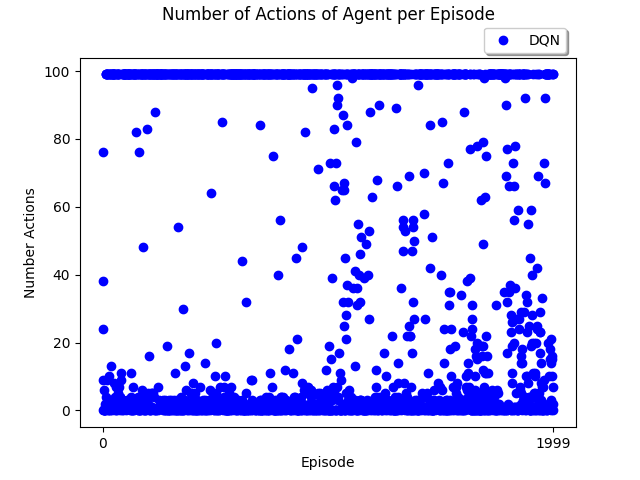 Number of Actions of Agent per Episode
DQN
100
80
60
40
20
0
Number Actions
0
1999
Episode